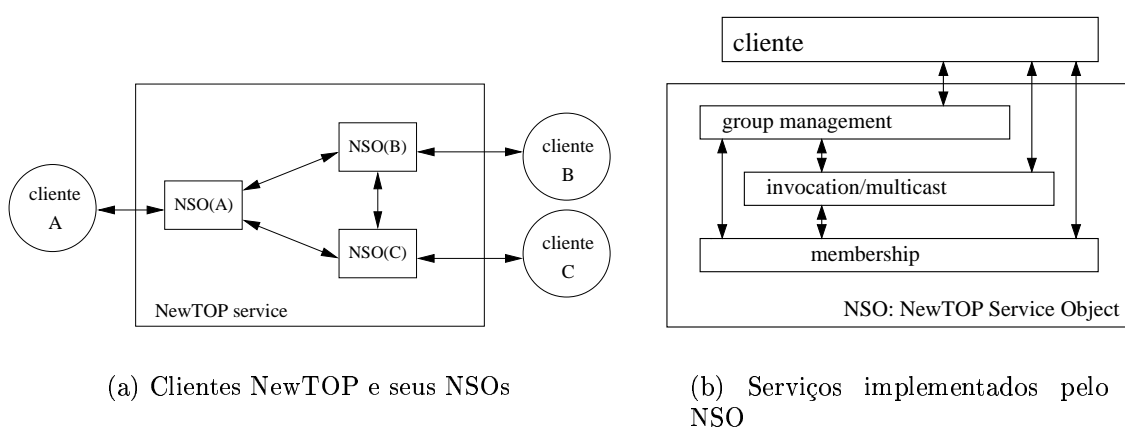 cliente
A
NSO(A)
NSO(B)
NSO(C)
cliente
B
cliente
C
NewTOP service
(a) Clientes NewTOP e seus NSOs
cliente
group management
invocation/multicast
membership
NSO: NewTOP Service Object
(b) Serviços implementados pelo
NSO